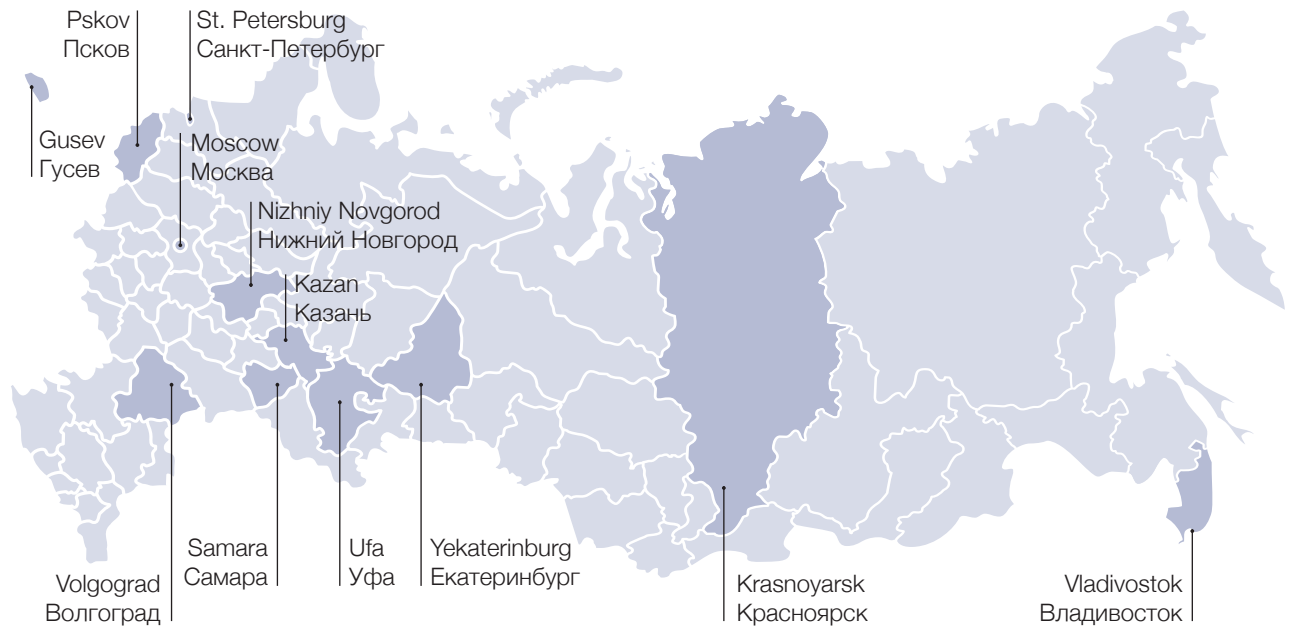 Pskov
Псков
St. Petersburg
Санкт-Петербург
Gusev
Гусев
Moscow
Москва
Nizhniy Novgorod
Нижний Новгород
Kazan
Казань
Volgograd
Волгоград
Samara
Самара
Ufa
Уфа
Yekaterinburg
Екатеринбург
Krasnoyarsk
Красноярск
Vladivostok
Владивосток